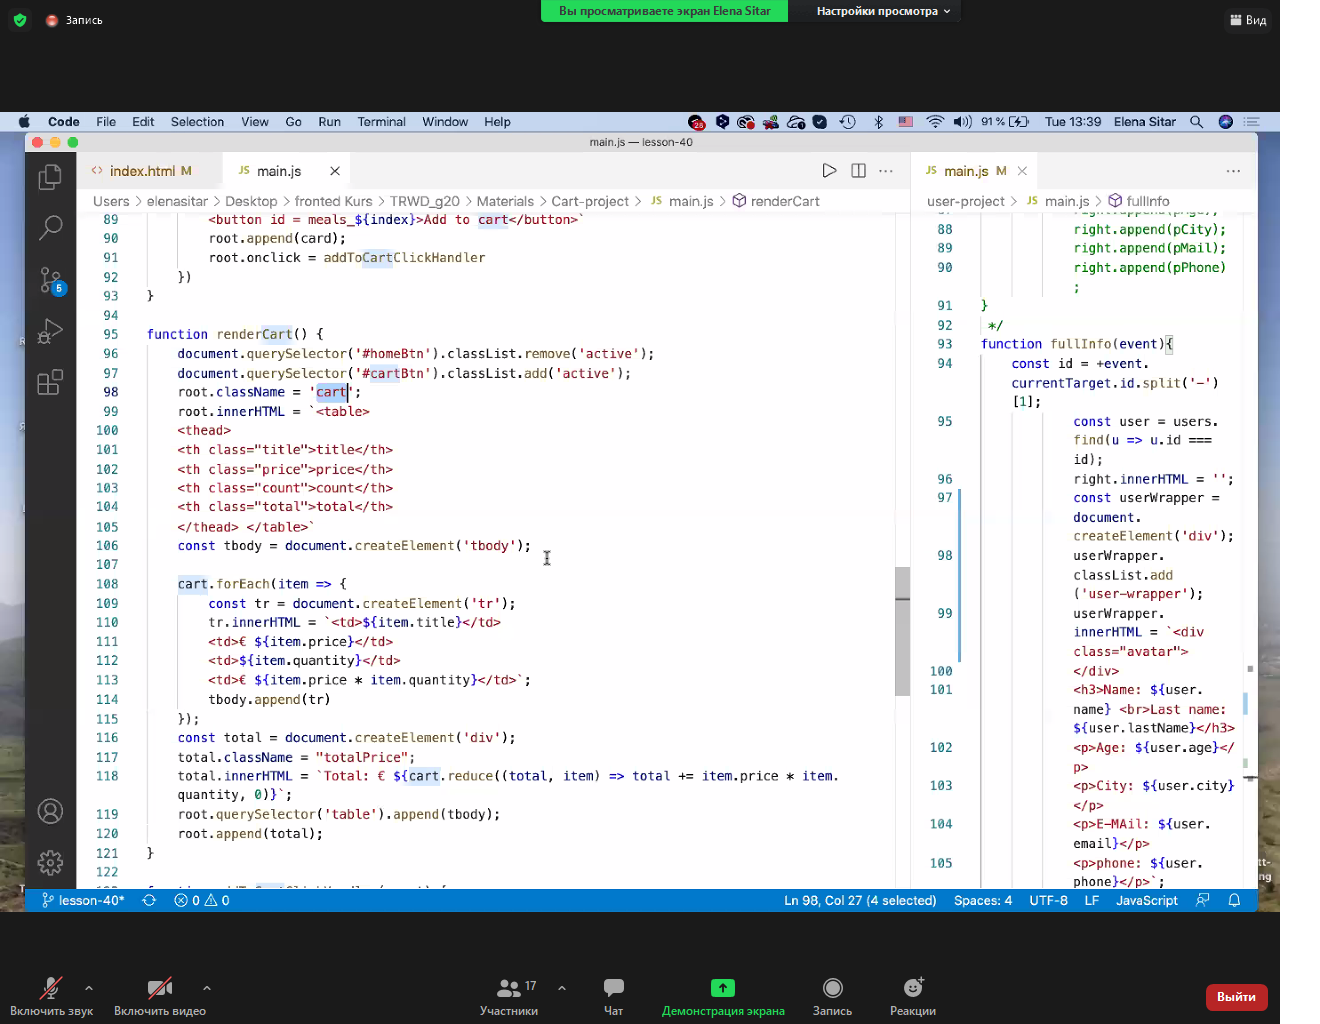 Запись
Вы просматриваете экран Elena Sitar
Настройки просмотра
Вид
Code File Edit Selection View Go Run Terminal Window Help
91 % Tue 13:39 Elena Sitar
main.js — lesson-40
index.html M
JS main.js
Users > elenasitar > Desktop > fronted Kurs > TRWD_g20 > Materials > Cart-project > JS main.js > renderCart
89 <button id = meals_${index}>Add to cart</button>`
90 root.append(card);
91 root.onclick = addToCartClickHandler
92 })
93 }
94
95 function renderCart() {
96 document.querySelector('#homeBtn').classList.remove('active');
97 document.querySelector('#cartBtn').classList.add('active');
98 root.className = 'cart';
99 root.innerHTML = `<table>
100 <thead>
101 <th class="title">title</th>
102 <th class="price">price</th>
103 <th class="count">count</th>
104 <th class="total">total</th>
105 </thead> </table>`
106 const tbody = document.createElement('tbody');
107
108 cart.forEach(item => {
109 const tr = document.createElement('tr');
110 tr.innerHTML = `<td>${item.title}</td>
111 <td>€ ${item.price}</td>
112 <td>${item.quantity}</td>
113 <td>€ ${item.price * item.quantity}</td>`;
114 tbody.append(tr)
115 });
116 const total = document.createElement('div');
117 total.className = "totalPrice";
118 total.innerHTML = `Total: € ${cart.reduce((total, item) => total += item.price * item.
quantity, 0)}`;
119 root.querySelector('table').append(tbody);
120 root.append(total);
121 }
122
JS main.js M
user-project > JS main.js > fullInfo
88 right.append(pCity);
89 right.append(pMail);
90 right.append(pPhone)
;
91 }
92 */
93 function fullInfo(event){
94 const id = +event.
currentTarget.id.split('-')
[1];
95 const user = users.
find(u => u.id ===
id);
96 right.innerHTML = '';
97 const userWrapper =
document.
createElement('div');
98 userWrapper.
classList.add
('user-wrapper');
99 userWrapper.
innerHTML = `<div
class="avatar">
100 </div>
101 <h3>Name: ${user.
name} <br>Last name:
${user.lastName}</h3>
102 <p>Age: ${user.age}</
p>
103 <p>City: ${user.city}
</p>
104 <p>E-MAil: ${user.
email}</p>
105 <p>phone: ${user.
phone}</p>`;
5
lesson-40* 0 0
Ln 98, Col 27 (4 selected) Spaces: 4 UTF-8 LF JavaScript
Включить звук
Включить видео
17
Участники
Чат
Демонстрация экрана
Запись
Реакции
Выйти